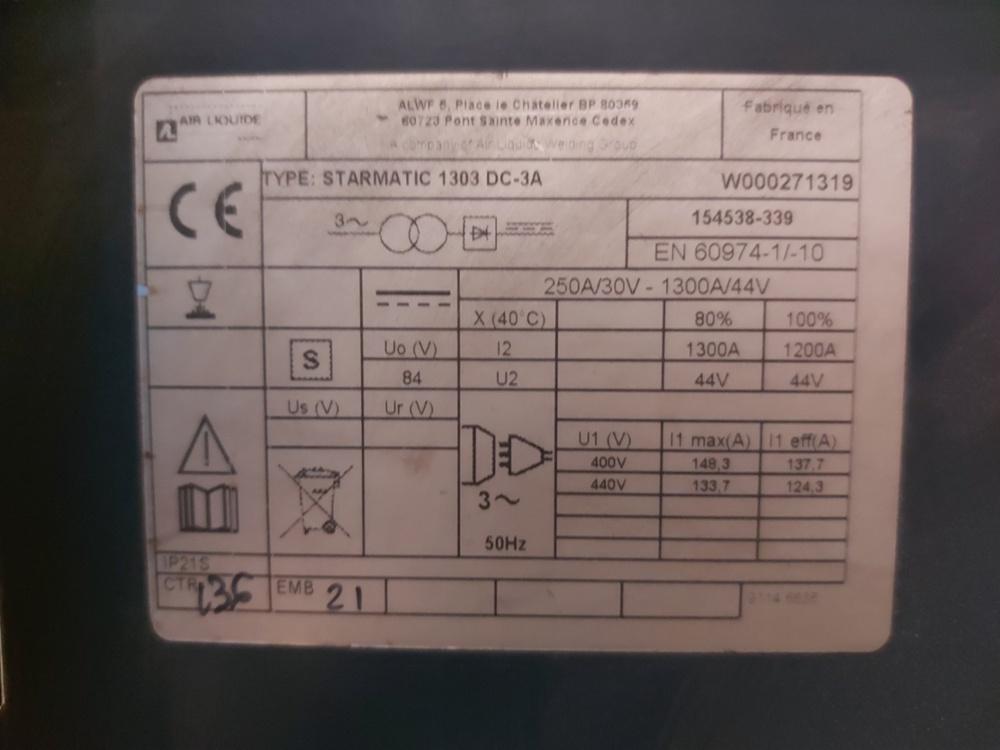 AIR LIQUIDE
ALWF 5, Place le Chatelier BP 80359
60723 Pont Sainte Maxence Cedex
A company of Air Liquide Welding Group
Fabriqué en
France
CE
TYPE: STARMATIC 1303 DC-3A
W000271319
3~
154538-339
EN 60974-1/-10
250A/30V - 1300A/44V
X (40°C) 80% 100%
S
Uo (V) I2 1300A 1200A
84 U2 44V 44V
Us (V) Ur (V)
U1 (V) I1 max(A) I1 eff(A)
400V 148,3 137,7
440V 133,7 124,3
3~
50Hz
IP21S
CTR 136 EMB 21